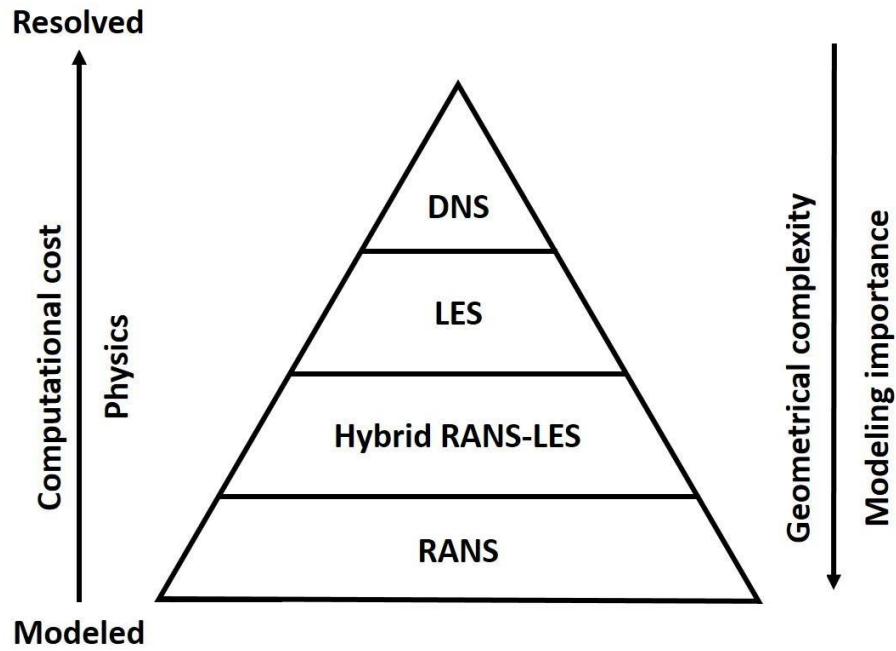 Resolved
Computational cost
Physics
Modeled
DNS
LES
Hybrid RANS-LES
RANS
Geometrical complexity
Modeling importance